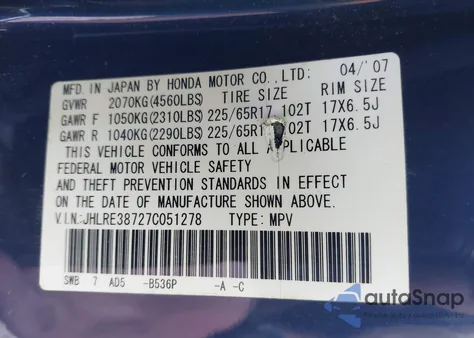 MFD. IN JAPAN BY HONDA MOTOR CO., LTD: 04/'07
GVWR 2070KG(4560LBS) TIRE SIZE RIM SIZE
GAWR F 1050KG(2310LBS) 225/65R17 102T 17X6.5J
GAWR R 1040KG(2290LBS) 225/65R1 102T 17X6.5J
THIS VEHICLE CONFORMS TO ALL APPLICABLE
FEDERAL MOTOR VEHICLE SAFETY
AND THEFT PREVENTION STANDARDS IN EFFECT
ON THE DATE OF MANUFACTURE SHOWN ABOVE.
V.I.N.:JHLRE38727C051278 TYPE: MPV
SWB 7 AD5 -B536P -A -C
autoSnap